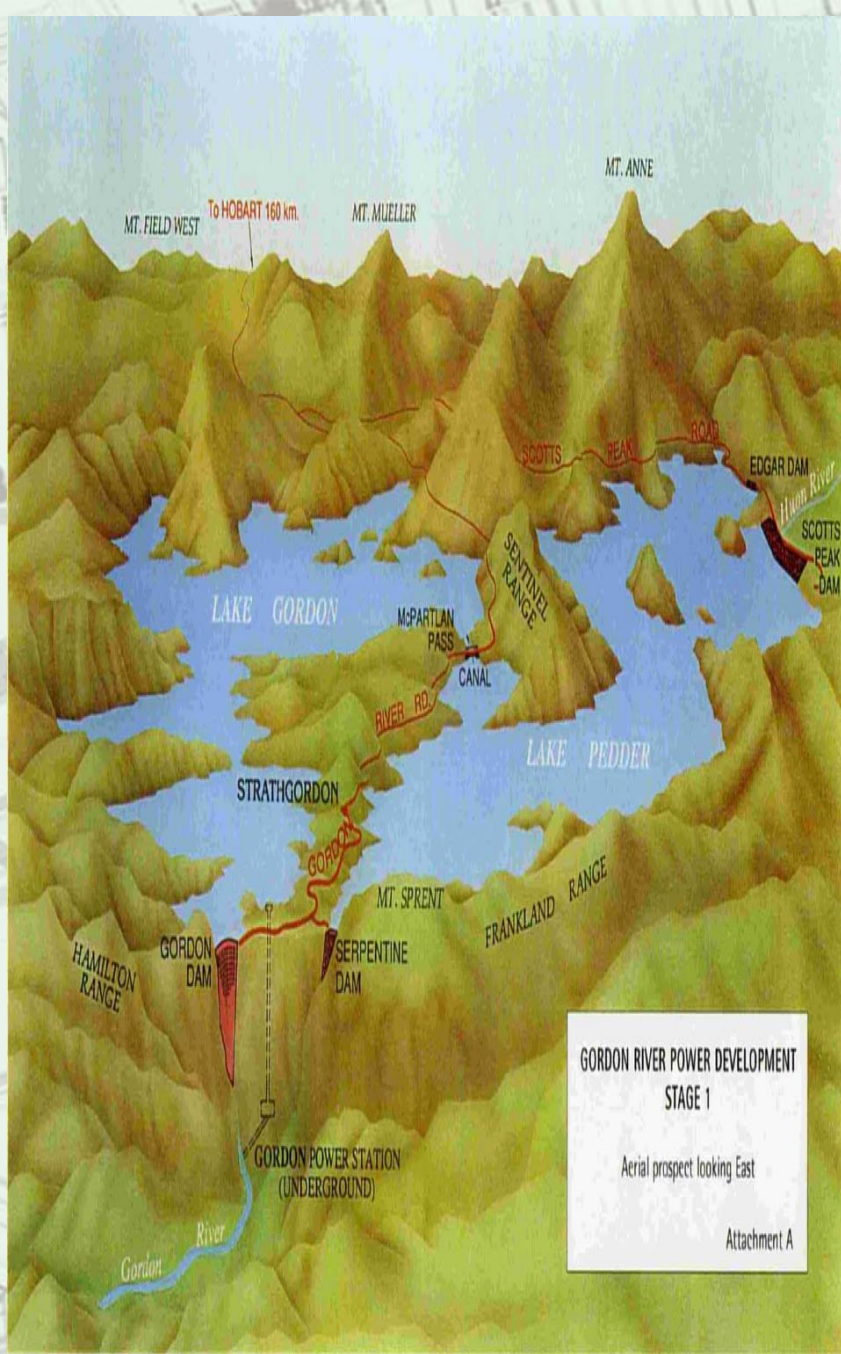 MT. ANNE
To HOBART 160 km.
MT. MUELLER
MT. FIELD WEST
SCOTTS PEAK ROAD
EDGAR DAM
Huon River
SCOTTS
PEAK
DAM
SENTINEL
RANGE
LAKE GORDON
McPARTLAN
PASS
CANAL
RIVER RD.
LAKE PEDDER
STRATHGORDON
GORDON
MT. SPRENT
FRANKLAND RANGE
HAMILTON
RANGE
GORDON
DAM
SERPENTINE
DAM
GORDON POWER STATION
(UNDERGROUND)
Gordon River
GORDON RIVER POWER DEVELOPMENT
STAGE 1
Aerial prospect looking East
Attachment A